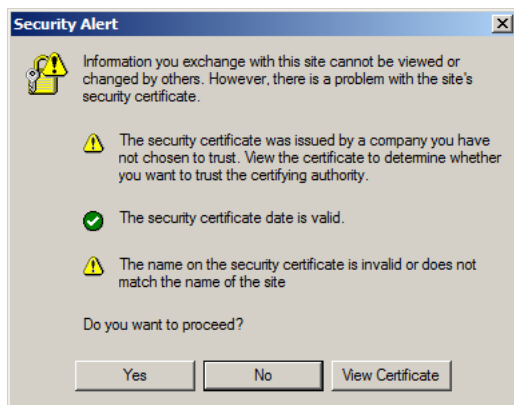 Security Alert
Information you exchange with this site cannot be viewed or
changed by others. However, there is a problem with the site's
security certificate.
The security certificate was issued by a company you have
not chosen to trust. View the certificate to determine whether
you want to trust the certifying authority.
The security certificate date is valid.
The name on the security certificate is invalid or does not
match the name of the site
Do you want to proceed?
Yes No View Certificate